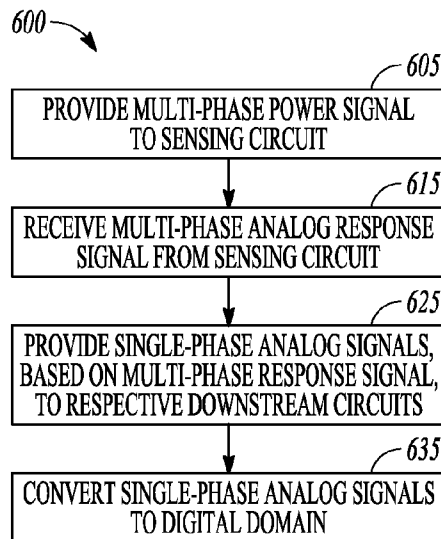 600
605
PROVIDE MULTI-PHASE POWER SIGNAL
TO SENSING CIRCUIT
615
RECEIVE MULTI-PHASE ANALOG RESPONSE
SIGNAL FROM SENSING CIRCUIT
625
PROVIDE SINGLE-PHASE ANALOG SIGNALS,
BASED ON MULTI-PHASE RESPONSE SIGNAL,
TO RESPECTIVE DOWNSTREAM CIRCUITS
635
CONVERT SINGLE-PHASE ANALOG SIGNALS
TO DIGITAL DOMAIN